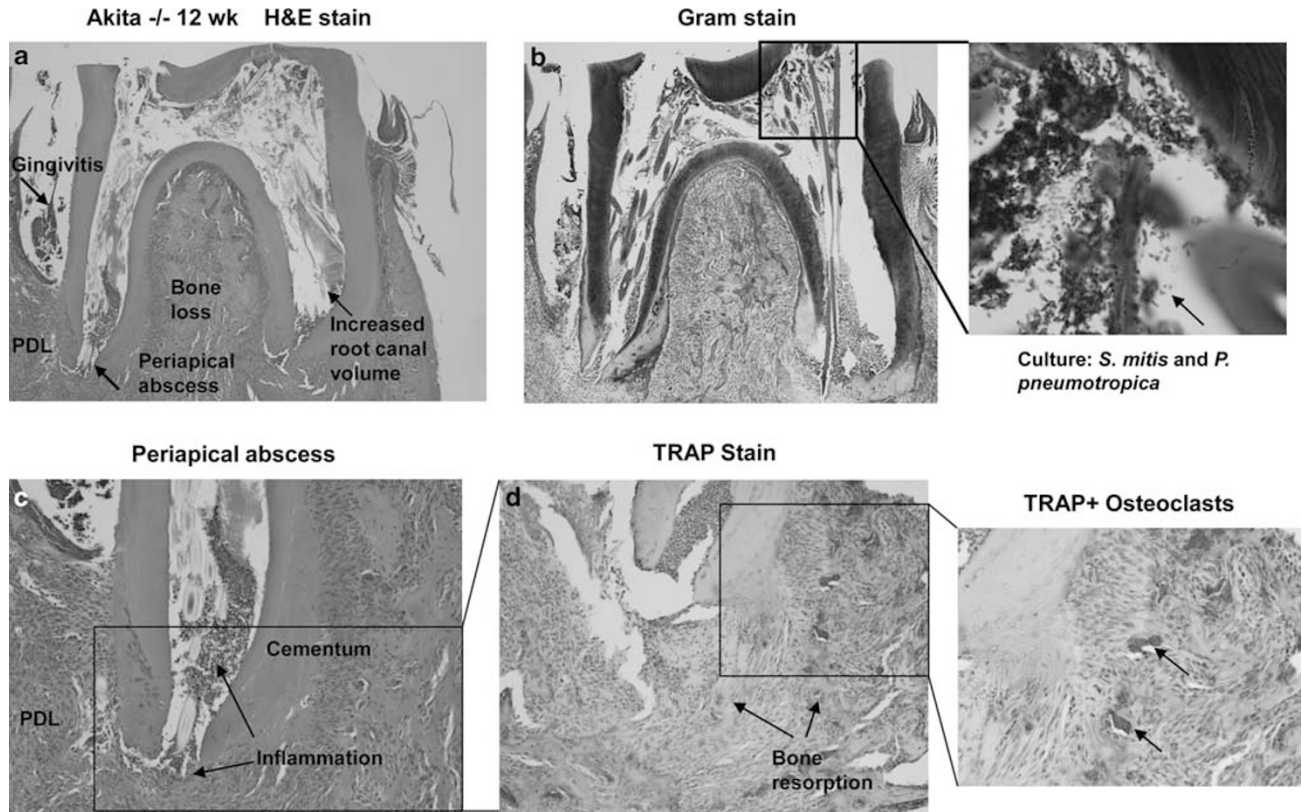 Akita -/- 12 wk H&E stain
Gram stain
a
Gingivitis
Bone
loss
PDL
Periapical
abscess
Increased
root canal
volume
b
Culture: S. mitis and P.
pneumotropica
Periapical abscess
TRAP Stain
TRAP+ Osteoclasts
c
Cementum
PDL
Inflammation
d
Bone
resorption